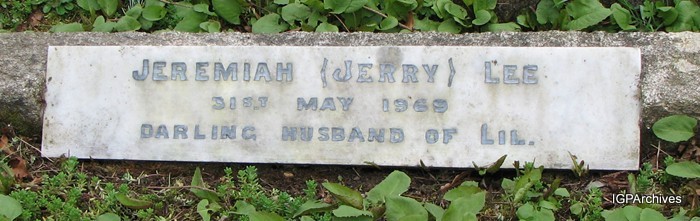 JEREMIAH (JERRY) LEE
31ST MAY 1969
DARLING HUSBAND OF LIL.
IGPArchives